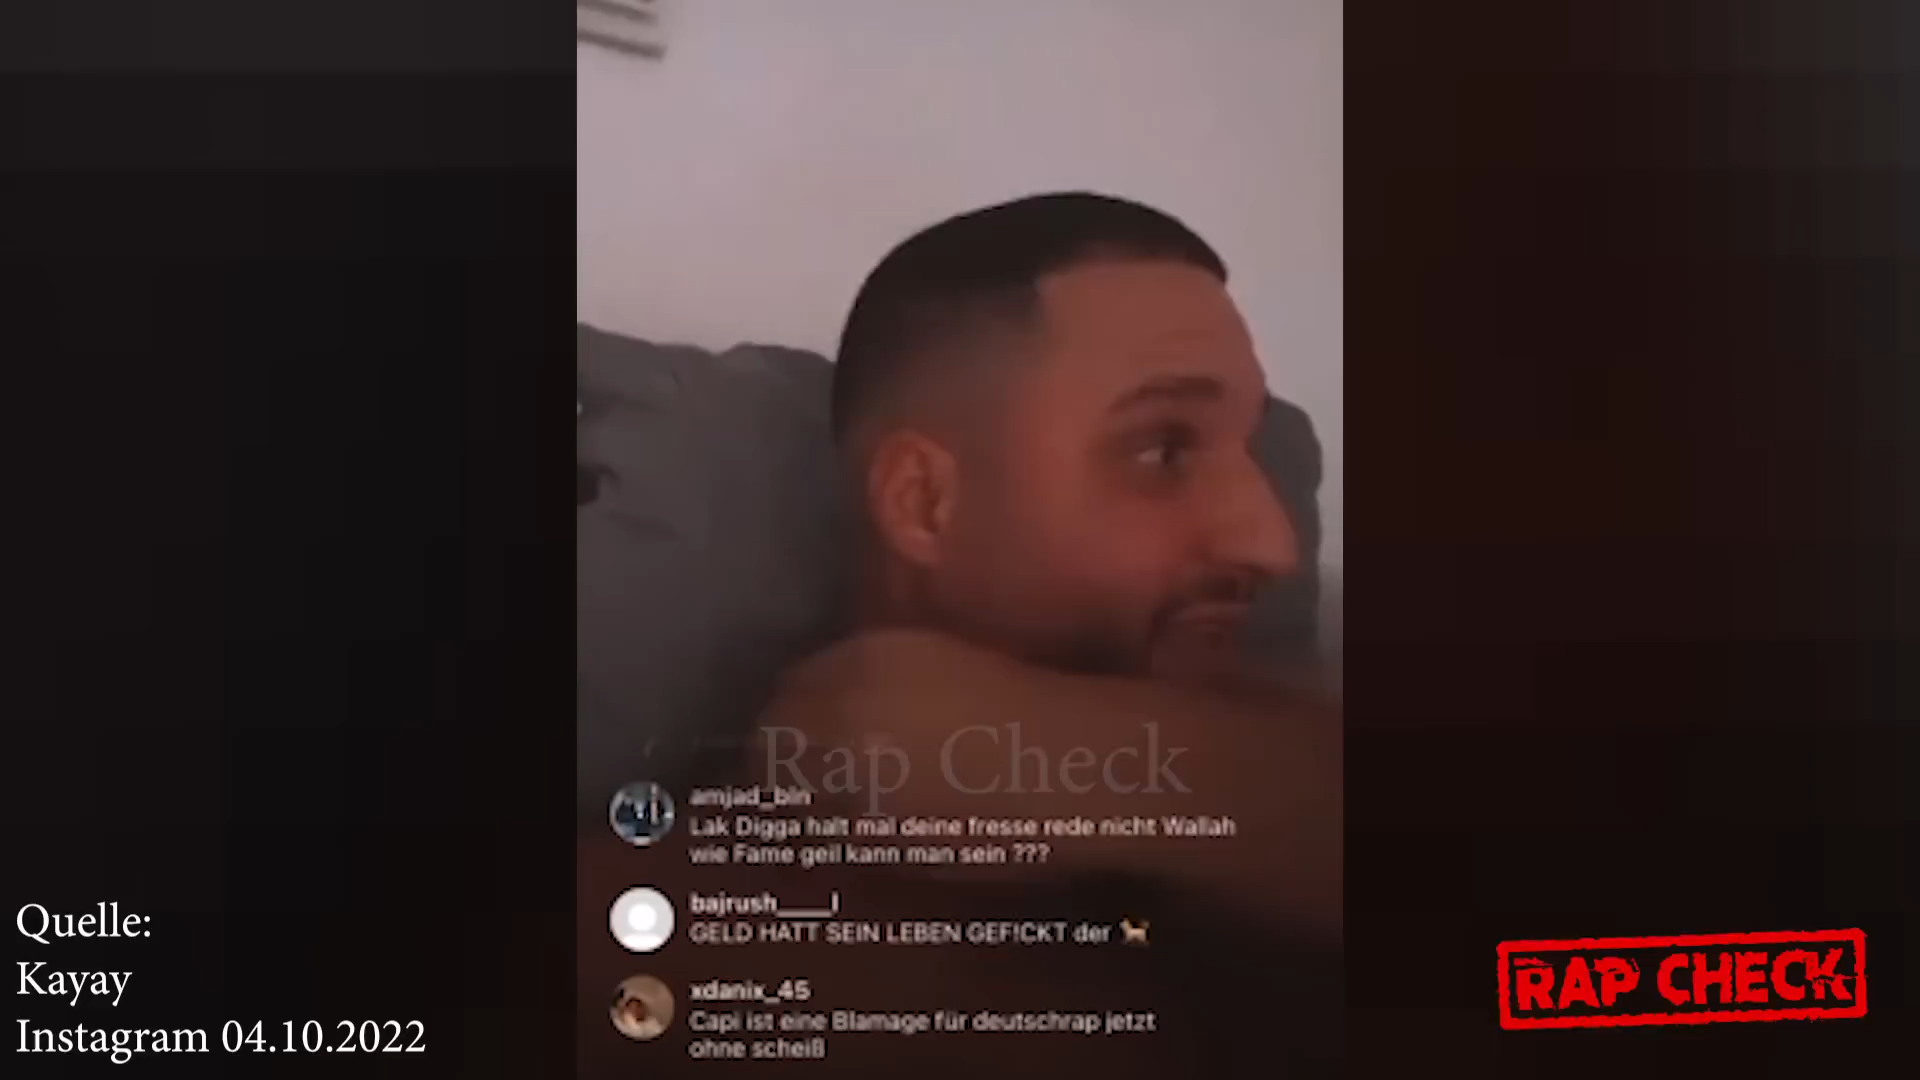 Rap Check
amjad_bin
Lak Digga halt mal deine fresse rede nicht Wallah
wie Fame geil kann man sein ???
bajrush____l
GELD HATT SEIN LEBEN GEF!CKT der
xdanix_45
Capi ist eine Blamage für deutschrap jetzt
ohne scheiß
Quelle:
Kayay
Instagram 04.10.2022
RAP CHECK